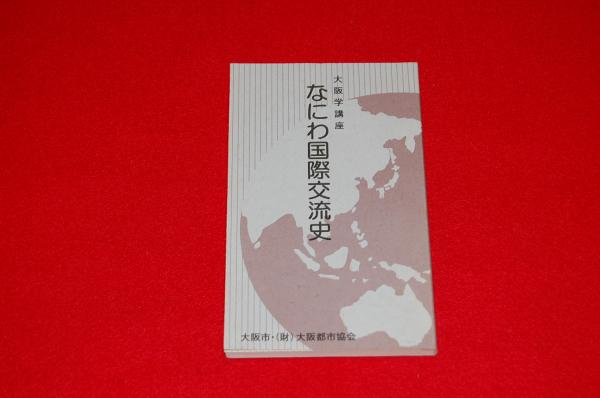 大阪学講座
なにわ国際交流史
大阪市・(財)大阪都市協会